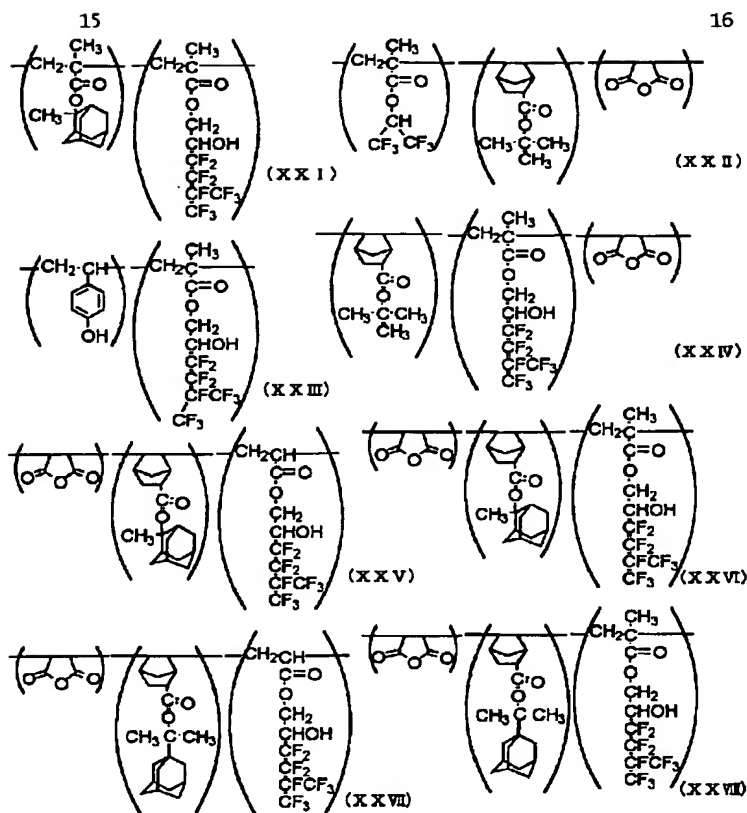 15
16
CH3
CH2-C
C=O
O
CH3
CH3
CH2C
C=O
O
CH2
CHOH
CF2
CF2
CFCF3
CF3
(XXI)
CH3
CH2-C
C=O
O
CH
CF3 CF3
C=O
O
CH3-C-CH3
CH3
O O O
(XXII)
CH2-CH
OH
CH3
CH2C
C=O
O
CH2
CHOH
CF2
CF2
CFCF3
CF3
(XXIII)
C=O
O
CH3-C-CH3
CH3
CH3
CH2-C
C=O
O
CH2
CHOH
CF2
CF2
CFCF3
CF3
O O O
(XXIV)
O O O
C=O
O
CH3
CH2CH
C=O
O
CH2
CHOH
CF2
CF2
CFCF3
CF3
(XXV)
O O O
C=O
O
CH3
CH3
CH2-C
C=O
O
CH2
CHOH
CF2
CF2
CFCF3
CF3
(XXVI)
O O O
C=O
O
CH3-C-CH3
CH2CH
C=O
O
CH2
CHOH
CF2
CF2
CFCF3
CF3
(XXVII)
O O O
C=O
O
CH3 C CH3
CH3
CH2-C
C=O
O
CH2
CHOH
CF2
CF2
CFCF3
CF3
(XXVIII)